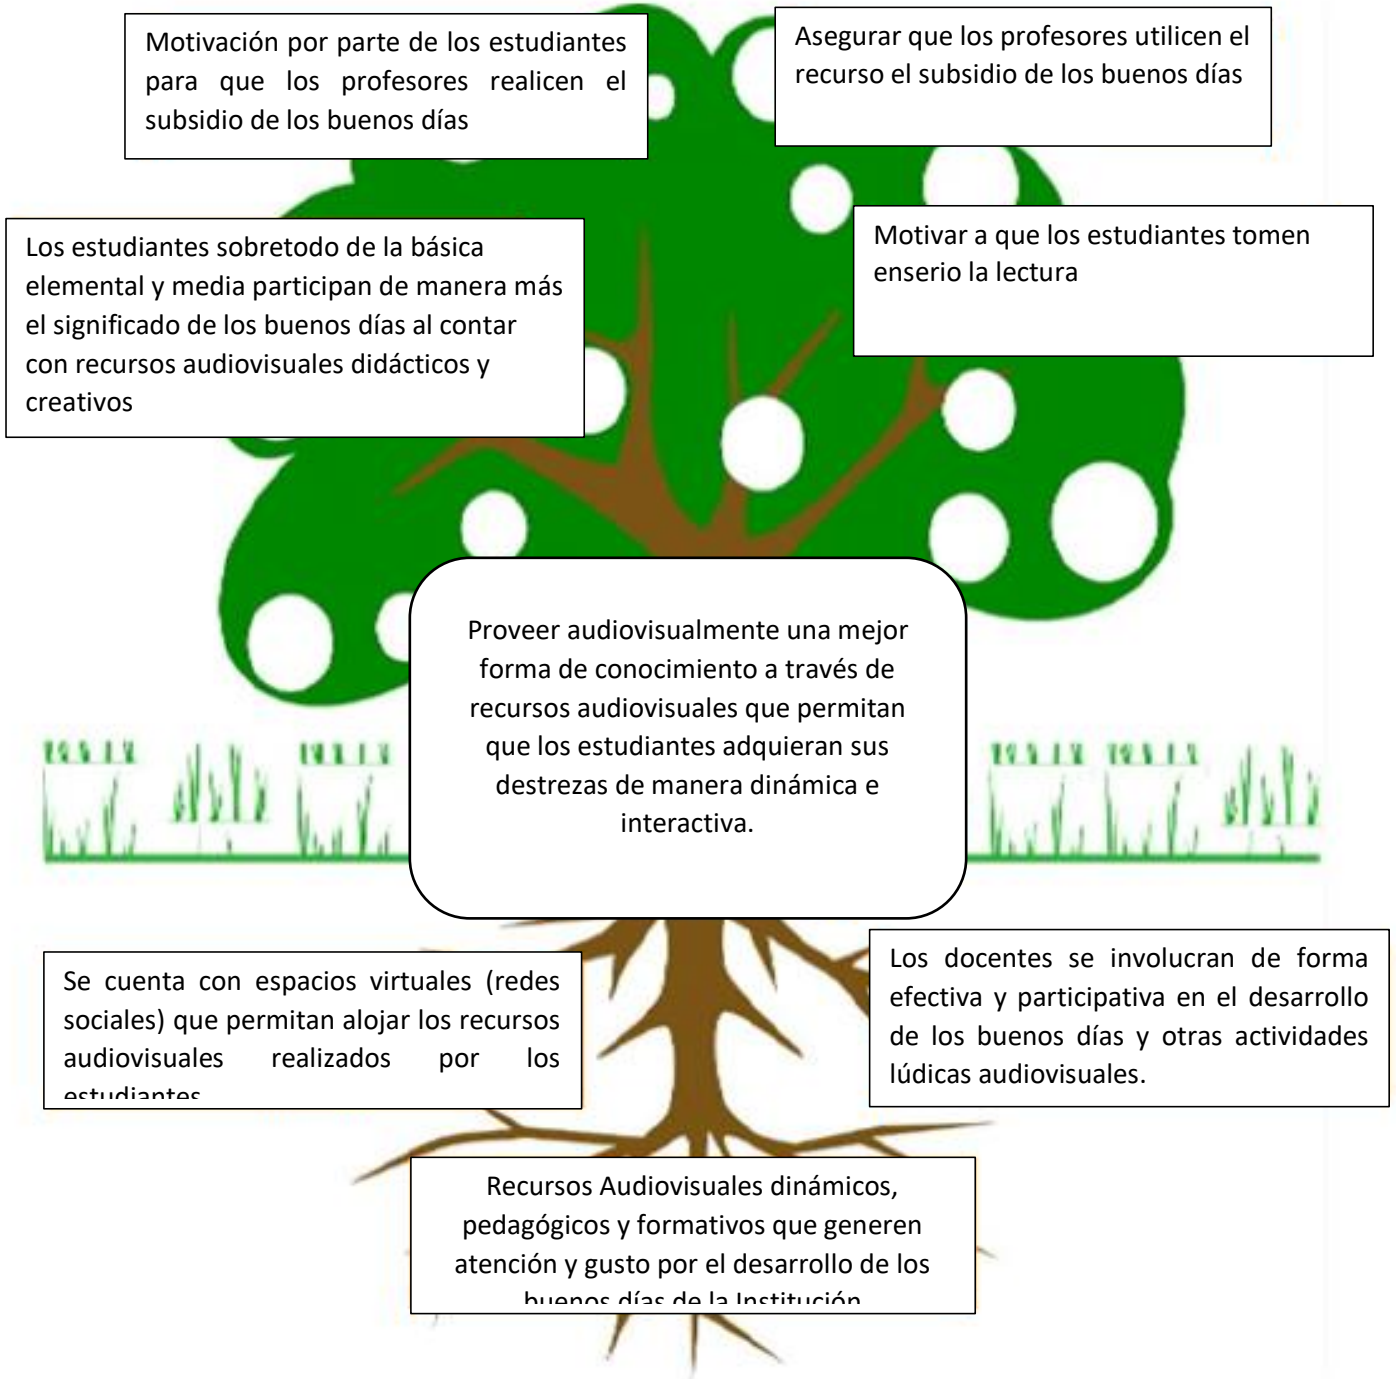 Motivación por parte de los estudiantes
para que los profesores realicen el
subsidio de los buenos días
Asegurar que los profesores utilicen el
recurso el subsidio de los buenos días
Los estudiantes sobretodo de la básica
elemental y media participan de manera más
el significado de los buenos días al contar
con recursos audiovisuales didácticos y
creativos
Motivar a que los estudiantes tomen
enserio la lectura
Proveer audiovisualmente una mejor
forma de conocimiento a través de
recursos audiovisuales que permitan
que los estudiantes adquieran sus
destrezas de manera dinámica e
interactiva.
Se cuenta con espacios virtuales (redes
sociales) que permitan alojar los recursos
audiovisuales realizados por los
estudiantes
Los docentes se involucran de forma
efectiva y participativa en el desarrollo
de los buenos días y otras actividades
lúdicas audiovisuales.
Recursos Audiovisuales dinámicos,
pedagógicos y formativos que generen
atención y gusto por el desarrollo de los
buenos días de la Institución